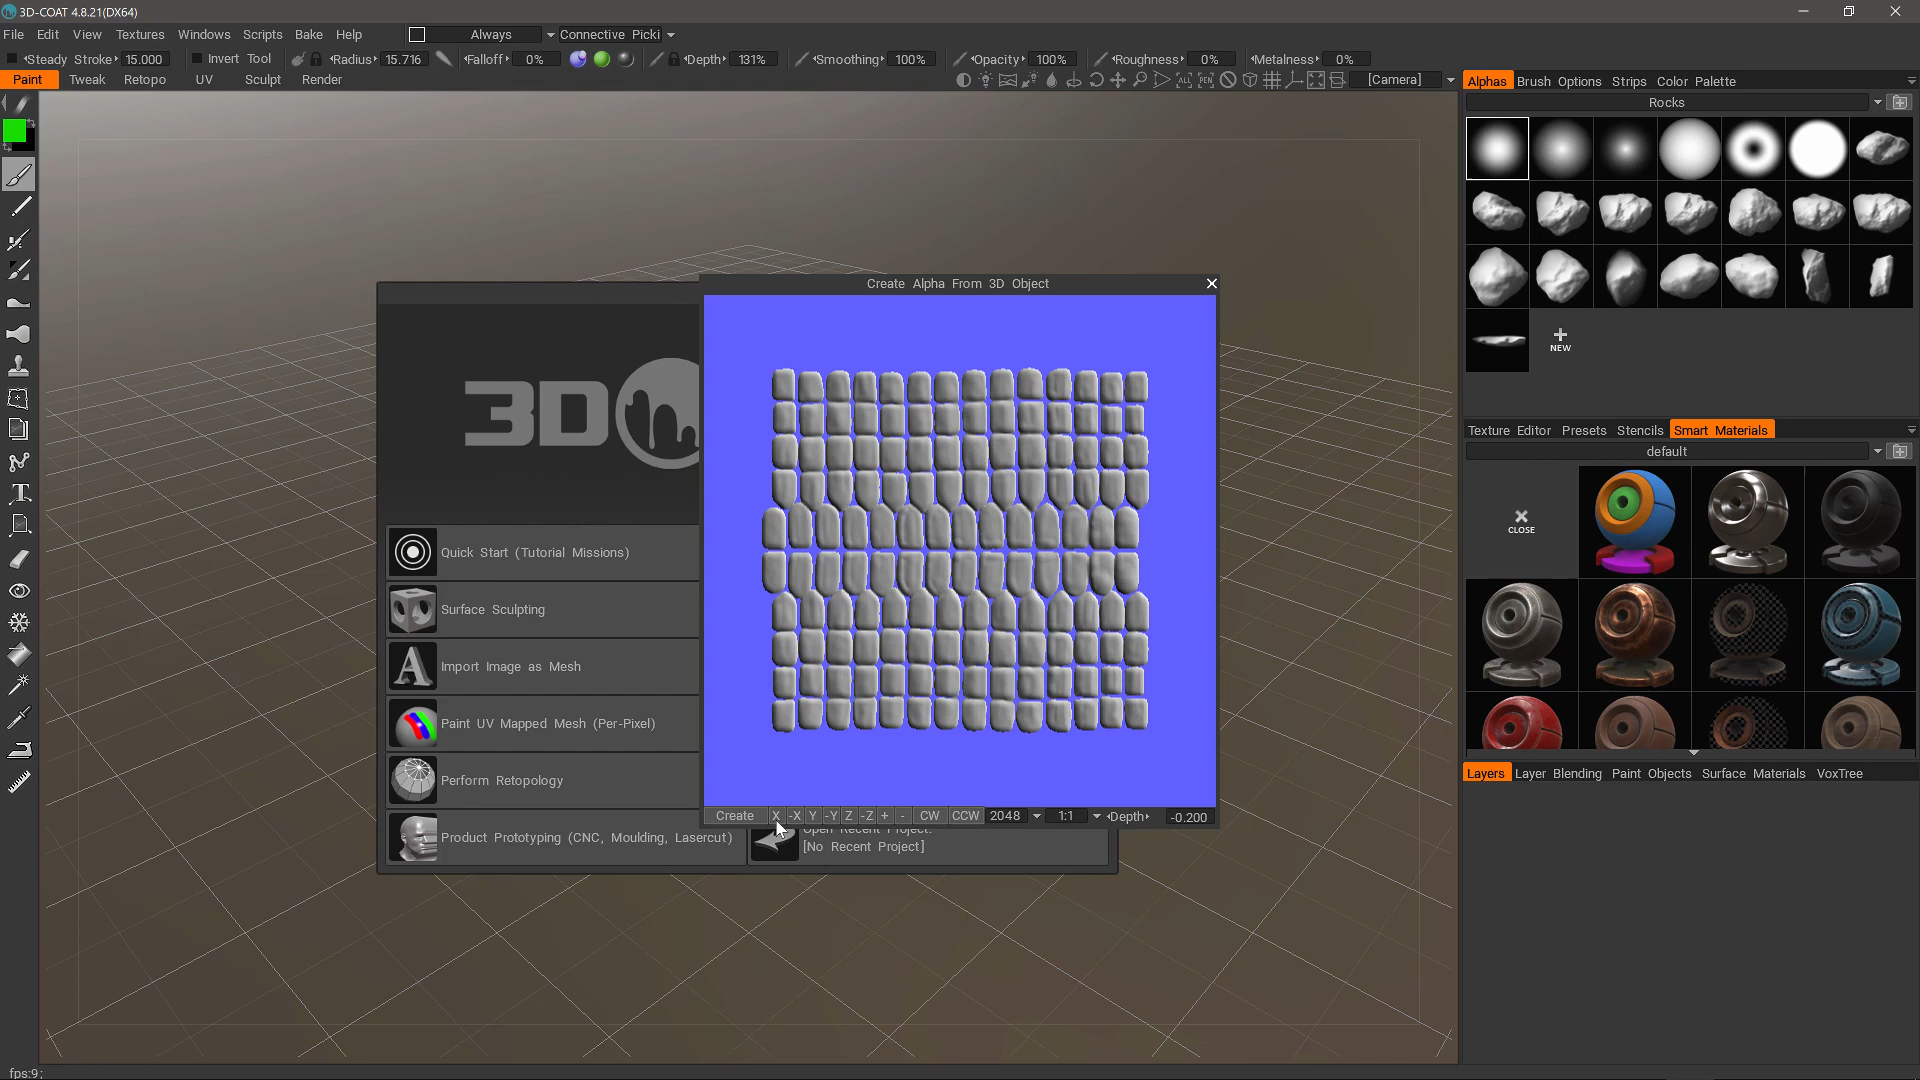 3D-COAT 4.8.21(DX64)
File Edit View Textures Windows Scripts Bake Help Always Connective Picki
Steady Stroke 15.000 Invert Tool Radius 15.716 Falloff 0% Depth 131% Smoothing 100% Opacity 100% Roughness 0% Metalness 0%
Paint Tweak Retopo UV Sculpt Render [Camera]
Alphas Brush Options Strips Color Palette
Rocks
NEW
Create Alpha From 3D Object
3D
Quick Start (Tutorial Missions)
Surface Sculpting
Import Image as Mesh
Paint UV Mapped Mesh (Per-Pixel)
Perform Retopology
Product Prototyping (CNC, Moulding, Lasercut)
Create X -X Y -Y Z -Z + - CW CCW 2048 1:1 Depth -0.200
Open Recent Project:
[No Recent Project]
Texture Editor Presets Stencils Smart Materials
default
CLOSE
Layers Layer Blending Paint Objects Surface Materials VoxTree
fps:9;